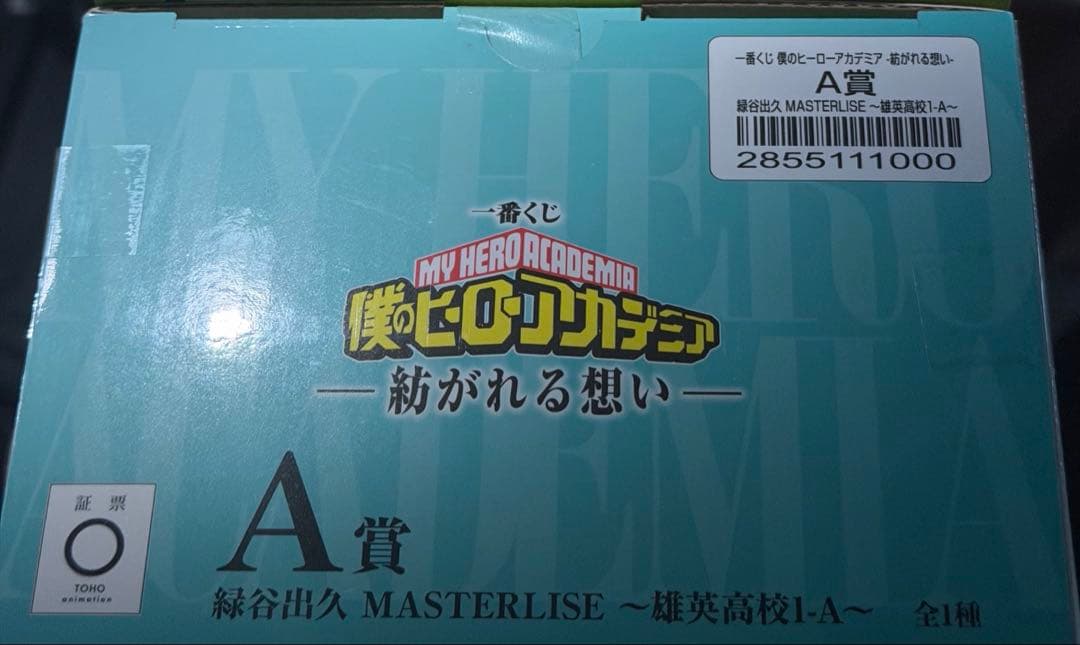 MY HERO
ACADEMIA
一番くじ 僕のヒーローアカデミア -紡がれる想い-
A賞
緑谷出久 MASTERLISE ～雄英高校1-A～
2855111000
一番くじ
MY HERO ACADEMIA
僕のヒーローアカデミア
紡がれる想い
証 票
TOHO
animation
A賞
緑谷出久 MASTERLISE ～雄英高校1-A～ 全1種